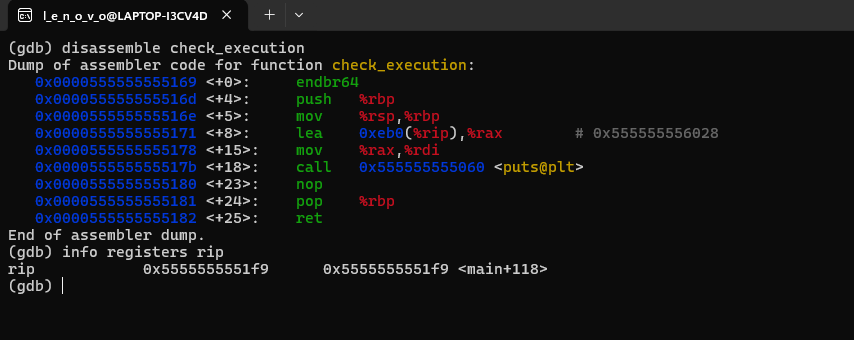 l_e_n_o_v_o@LAPTOP-I3CV4D
(gdb) disassemble check_execution
Dump of assembler code for function check_execution:
   0x0000555555555169 <+0>:     endbr64
   0x000055555555516d <+4>:     push   %rbp
   0x000055555555516e <+5>:     mov    %rsp,%rbp
   0x0000555555555171 <+8>:     lea    0xeb0(%rip),%rax        # 0x555555556028
   0x0000555555555178 <+15>:    mov    %rax,%rdi
   0x000055555555517b <+18>:    call   0x555555555060 <puts@plt>
   0x0000555555555180 <+23>:    nop
   0x0000555555555181 <+24>:    pop    %rbp
   0x0000555555555182 <+25>:    ret
End of assembler dump.
(gdb) info registers rip
rip            0x5555555551f9      0x5555555551f9 <main+118>
(gdb)